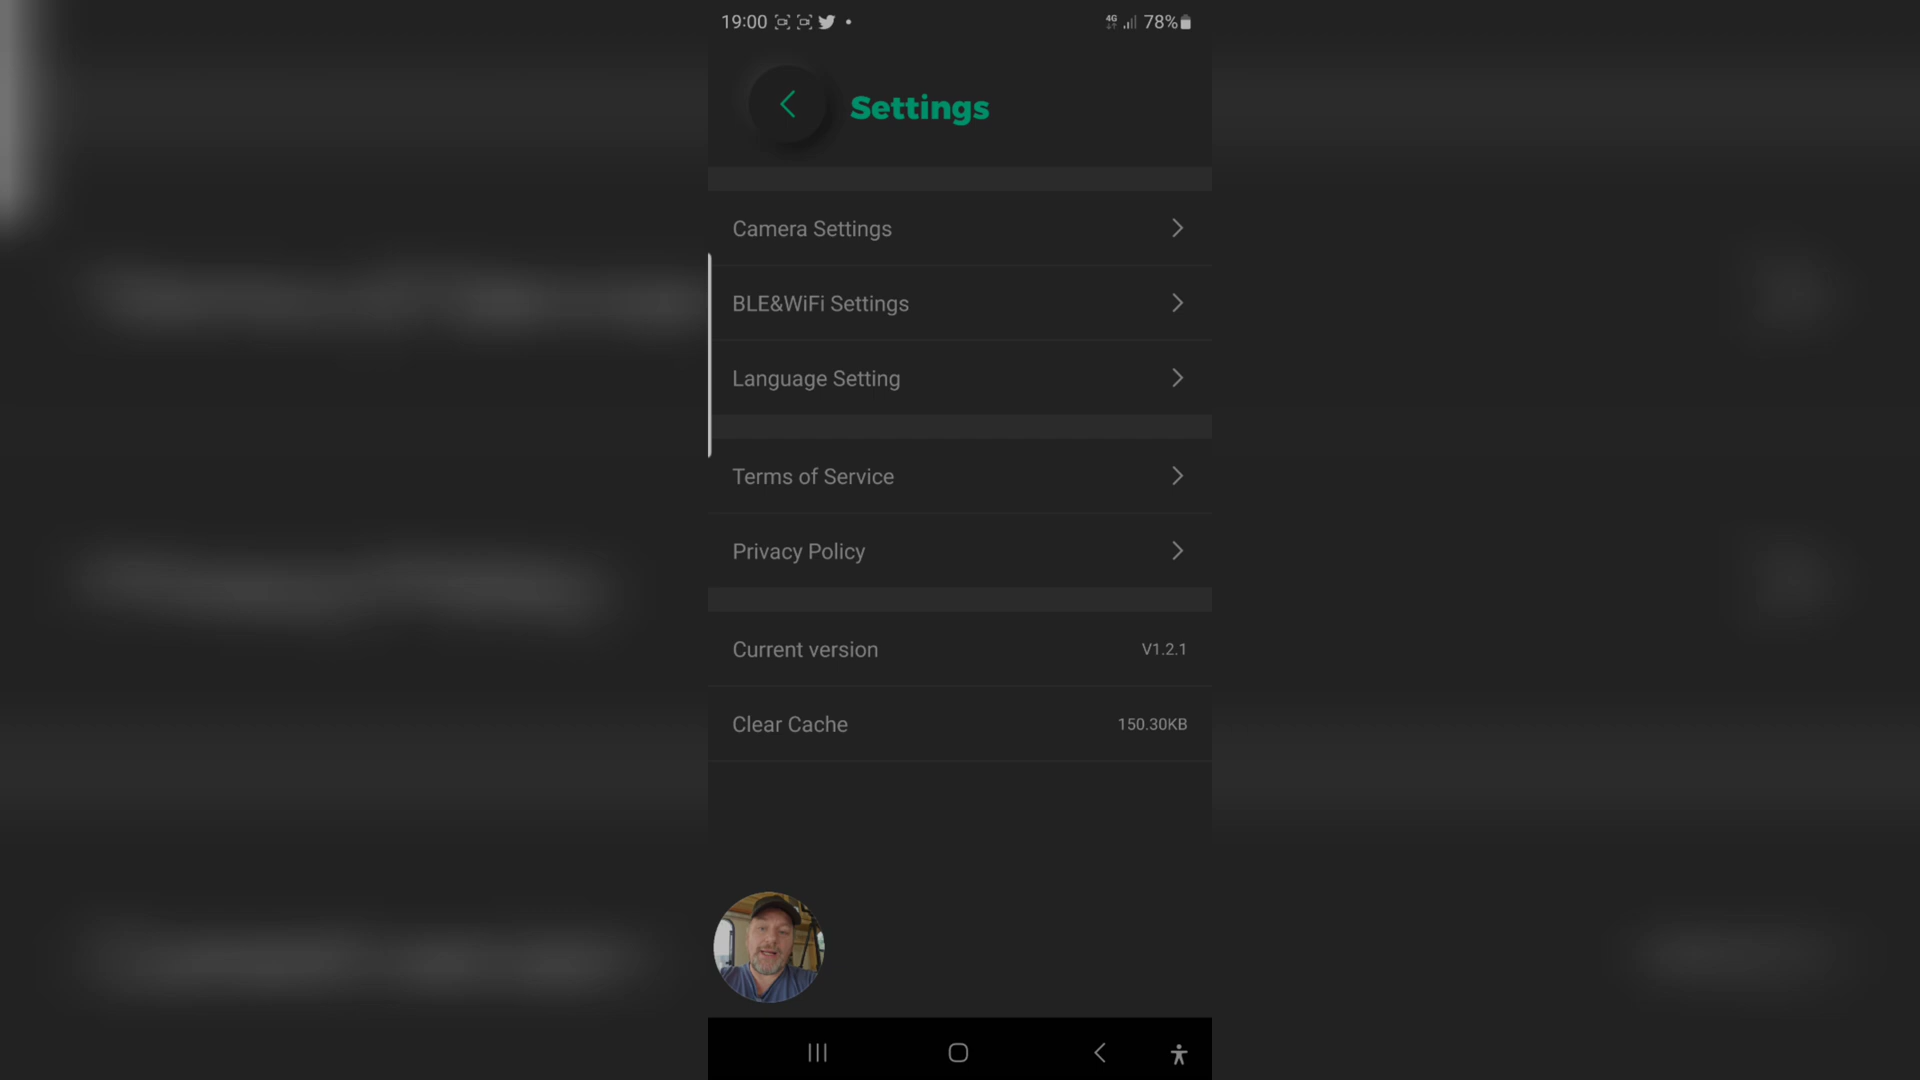 19:00
4G 78%
Settings
Camera Settings
BLE&WiFi Settings
Language Setting
Terms of Service
Privacy Policy
Current version V1.2.1
Clear Cache 150.30KB